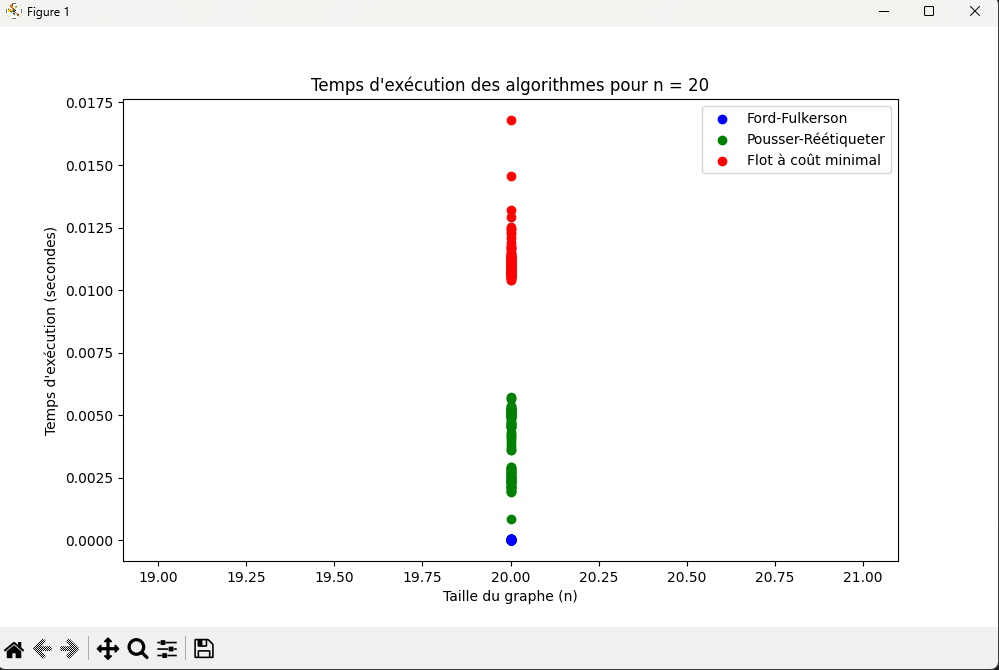 Figure 1
Temps d'exécution des algorithmes pour n = 20
Ford-Fulkerson
Pousser-Réétiqueter
Flot à coût minimal
Temps d'exécution (secondes)
0.0175
0.0150
0.0125
0.0100
0.0075
0.0050
0.0025
0.0000
19.00 19.25 19.50 19.75 20.00 20.25 20.50 20.75 21.00
Taille du graphe (n)